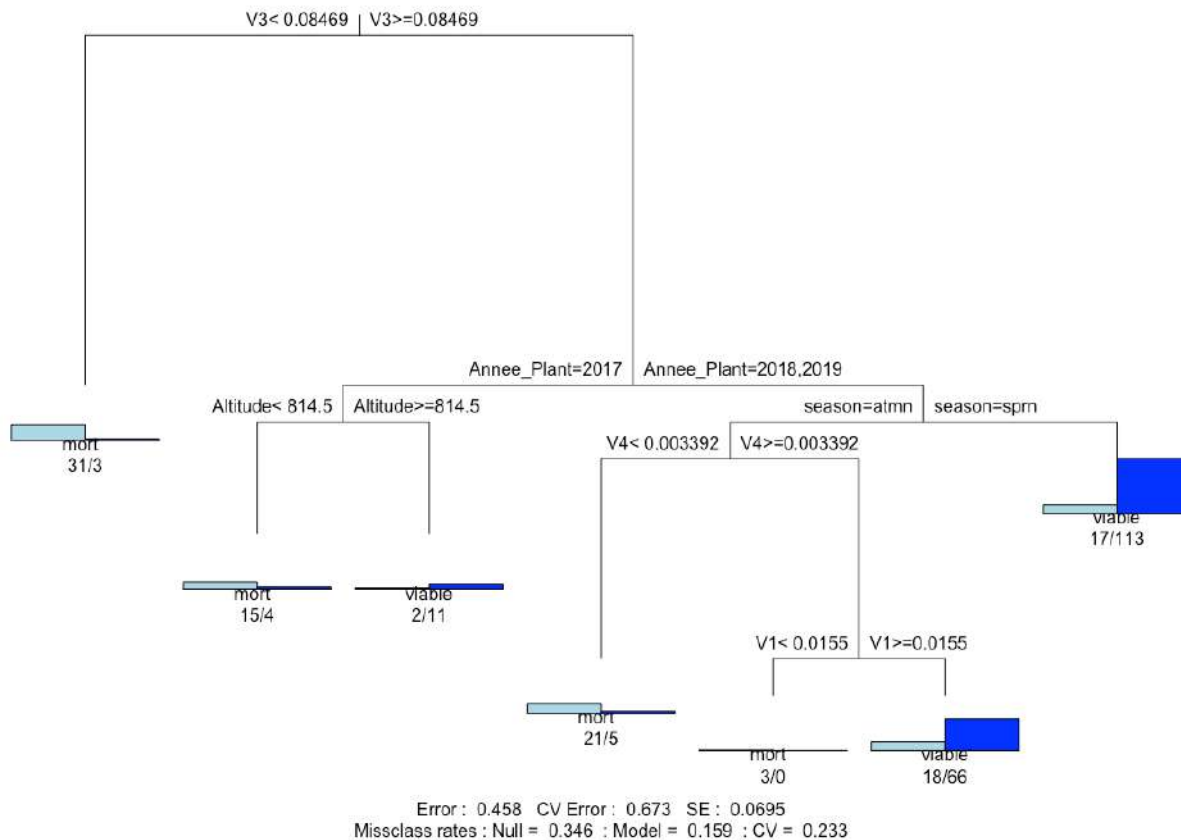 V3< 0.08469 V3>=0.08469
Annee_Plant=2017 Annee_Plant=2018,2019
Altitude< 814.5 Altitude>=814.5 season=atmn season=sprn
V4< 0.003392 V4>=0.003392
mort
31/3
viable
17/113
mort viable
15/4 2/11
V1< 0.0155 V1>=0.0155
mort
21/5
mort viable
3/0 18/66
Error : 0.458 CV Error : 0.673 SE : 0.0695
Missclass rates : Null = 0.346 : Model = 0.159 : CV = 0.233